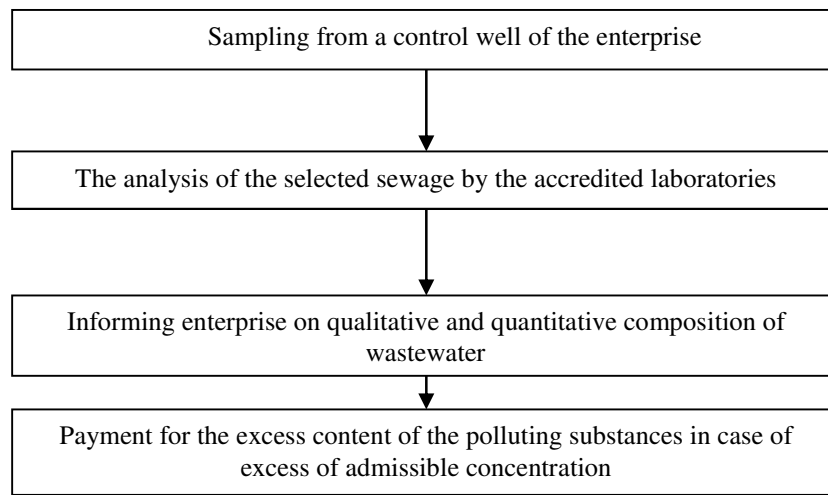 Sampling from a control well of the enterprise
The analysis of the selected sewage by the accredited laboratories
Informing enterprise on qualitative and quantitative composition of
wastewater
Payment for the excess content of the polluting substances in case of
excess of admissible concentration